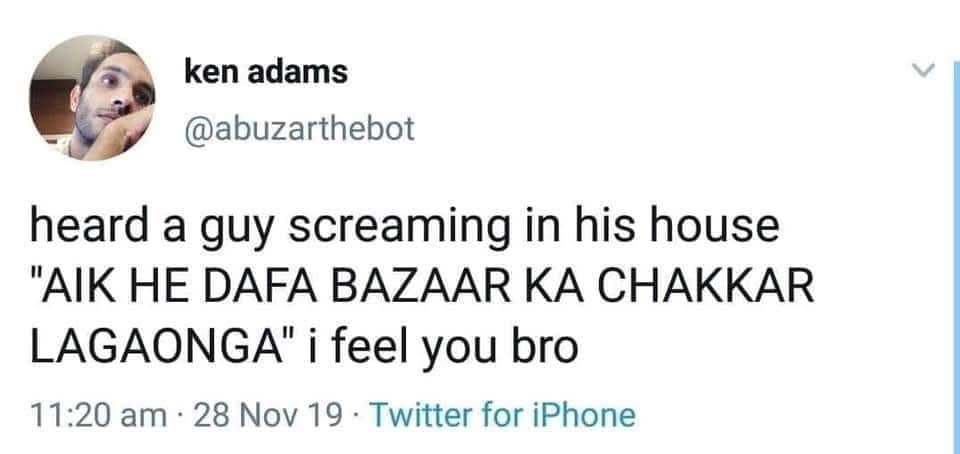 ken adams
@abuzarthebot
heard a guy screaming in his house
"AIK HE DAFA BAZAAR KA CHAKKAR
LAGAONGA" i feel you bro
11:20 am · 28 Nov 19 · Twitter for iPhone